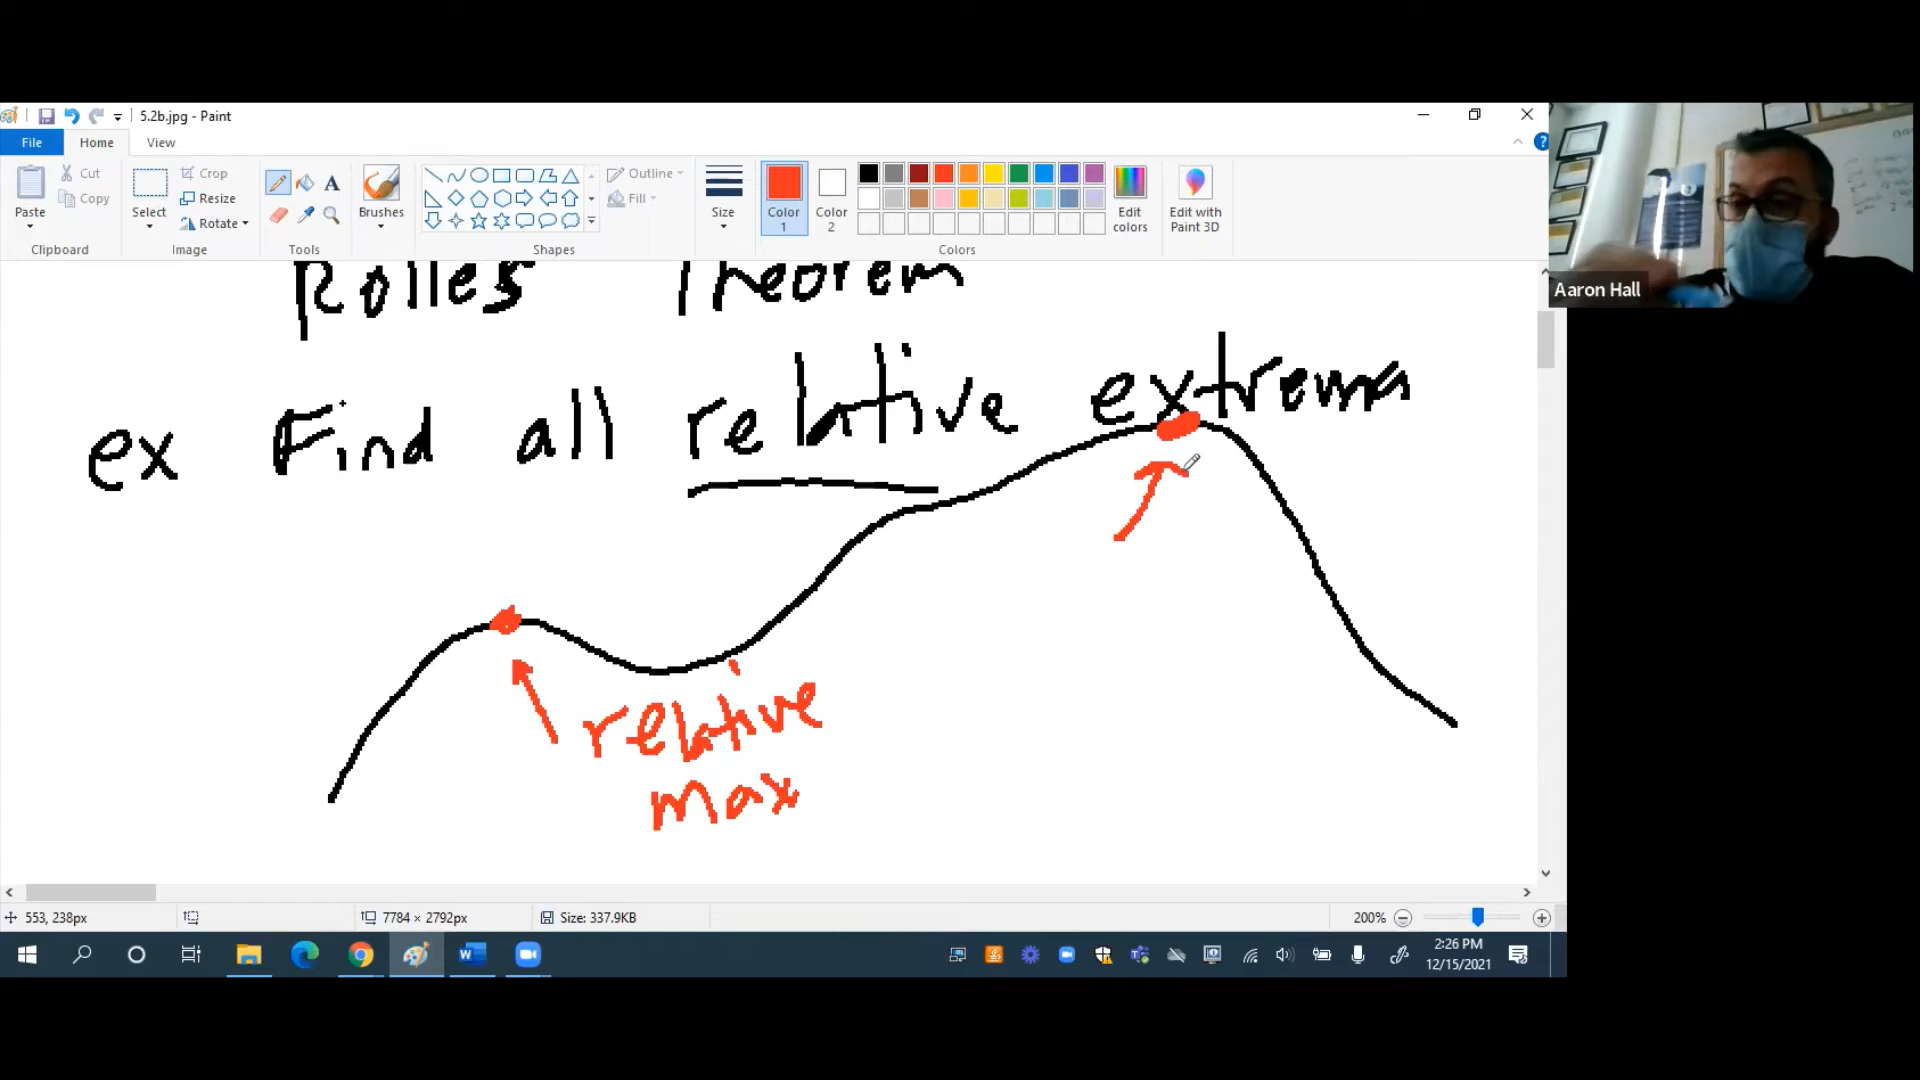 5.2b.jpg - Paint
File Home View
Paste
Cut
Copy
Clipboard
Select
Crop
Resize
Rotate
Image
A
Tools
Brushes
Shapes
Outline
Fill
Size
Color 1
Color 2
Edit colors
Colors
Edit with Paint 3D
Aaron Hall
Rolles Theorem
ex Find all relative extrema
relative
max
553, 238px
7784 × 2792px
Size: 337.9KB
200%
2:26 PM
12/15/2021